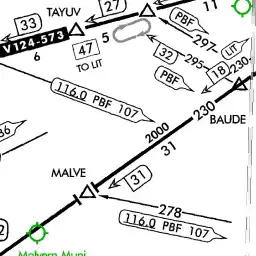 TAYUV
33
27
11
PBF
297
V124-573
6
47
5
TO LIT
32
295
LIT
18
230
PBF
116.0 PBF 107
230
BAUDE
2000
31
MALVE
31
278
116.0 PBF 107
Malvern Muni